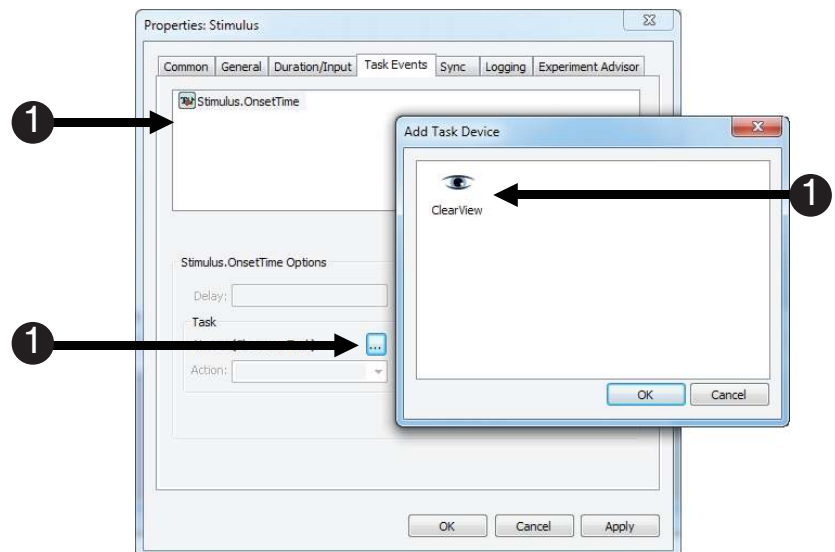 Properties: Stimulus
Common General Duration/Input Task Events Sync Logging Experiment Advisor
Stimulus.OnsetTime
1
Add Task Device
ClearView
1
Stimulus.OnsetTime Options
Delay:
Task
1
...
Action:
OK Cancel
OK Cancel Apply